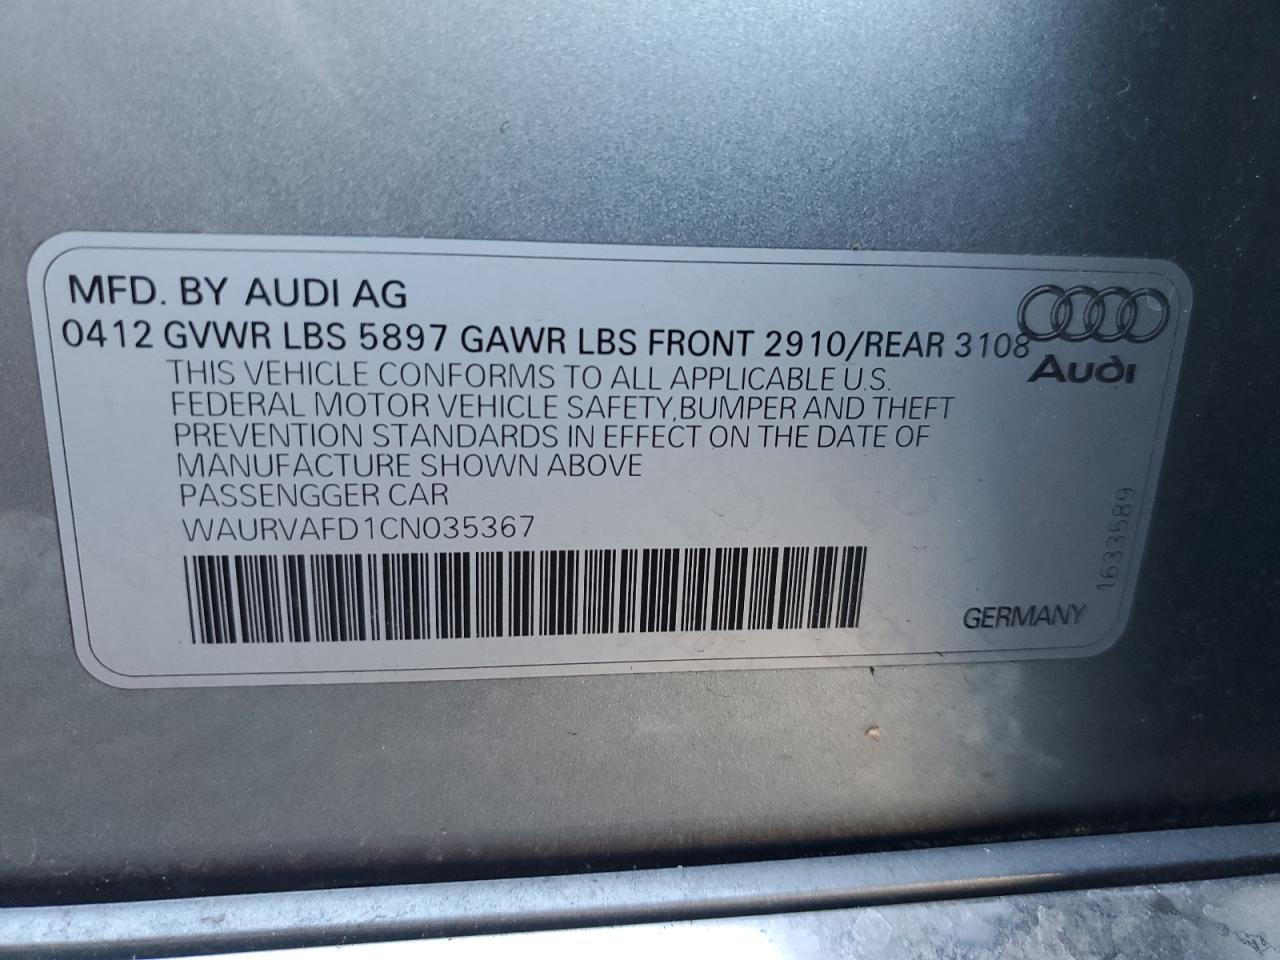 MFD. BY AUDI AG
0412 GVWR LBS 5897 GAWR LBS FRONT 2910/REAR 3108
Audi
THIS VEHICLE CONFORMS TO ALL APPLICABLE U.S.
FEDERAL MOTOR VEHICLE SAFETY,BUMPER AND THEFT
PREVENTION STANDARDS IN EFFECT ON THE DATE OF
MANUFACTURE SHOWN ABOVE
PASSENGGER CAR
WAURVAFD1CN035367
1633589
GERMANY